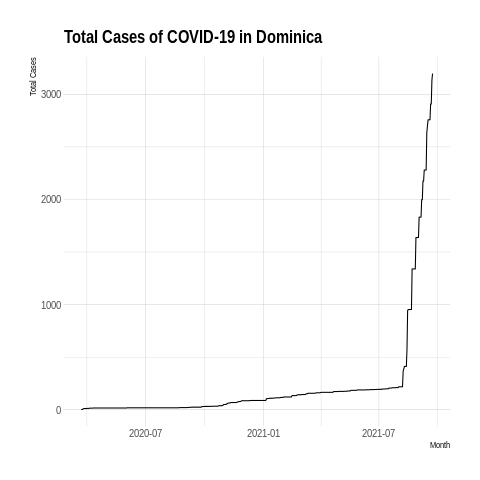 Total Cases of COVID-19 in Dominica
Total Cases
3000
2000
1000
0
2020-07 2021-01 2021-07
Month